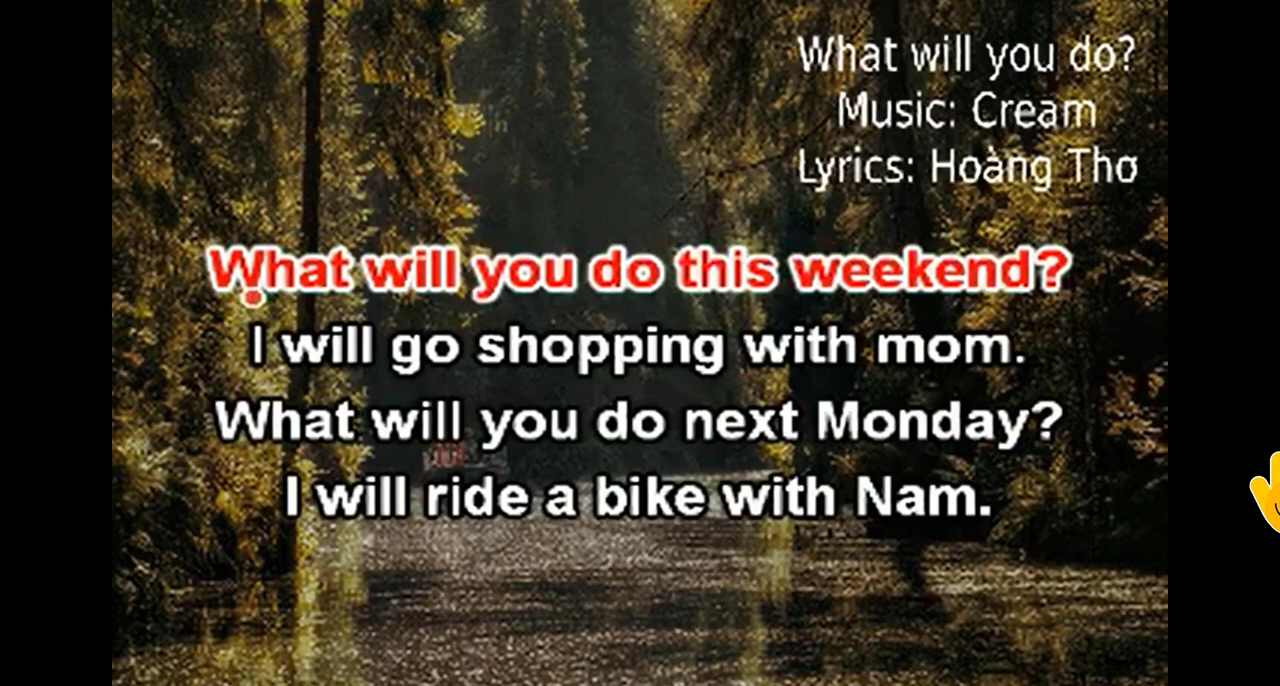 What will you do?
Music: Cream
Lyrics: Hoàng Thơ
What will you do this weekend?
I will go shopping with mom.
What will you do next Monday?
I will ride a bike with Nam.